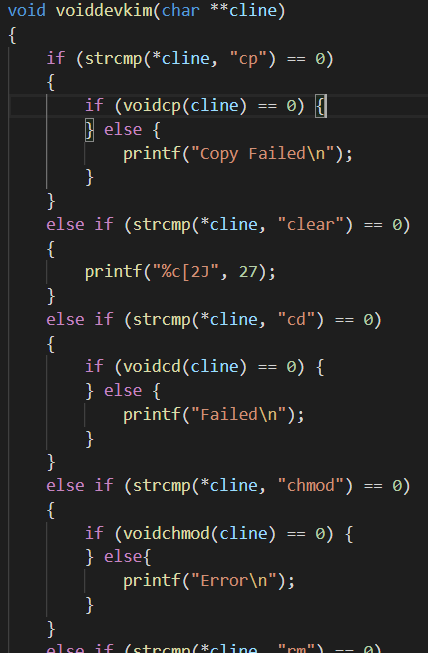 void voiddevkim(char **cline)
{
    if (strcmp(*cline, "cp") == 0)
    {
        if (voidcp(cline) == 0) {
        } else {
            printf("Copy Failed\n");
        }
    }
    else if (strcmp(*cline, "clear") == 0)
    {
        printf("%c[2J", 27);
    }
    else if (strcmp(*cline, "cd") == 0)
    {
        if (voidcd(cline) == 0) {
        } else {
            printf("Failed\n");
        }
    }
    else if (strcmp(*cline, "chmod") == 0)
    {
        if (voidchmod(cline) == 0) {
        } else{
            printf("Error\n");
        }
    }
    else if (strcmp(*cline, "rm") == 0)